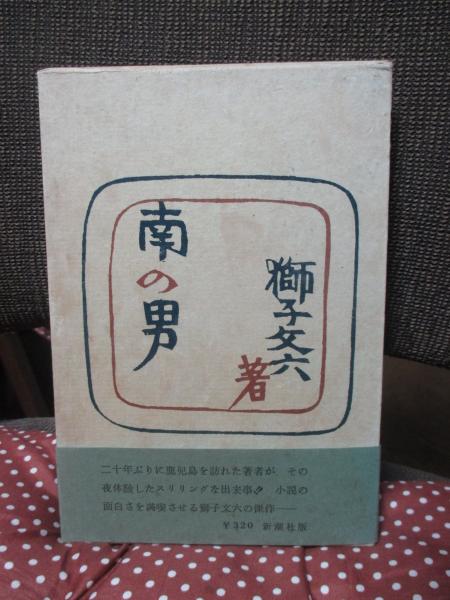 南の男
獅子文六
著
二十年ぶりに鹿児島を訪れた著者が、その
夜体験したスリリングな出来事!! 小説の
面白さを満喫させる獅子文六の傑作——
￥320 新潮社版